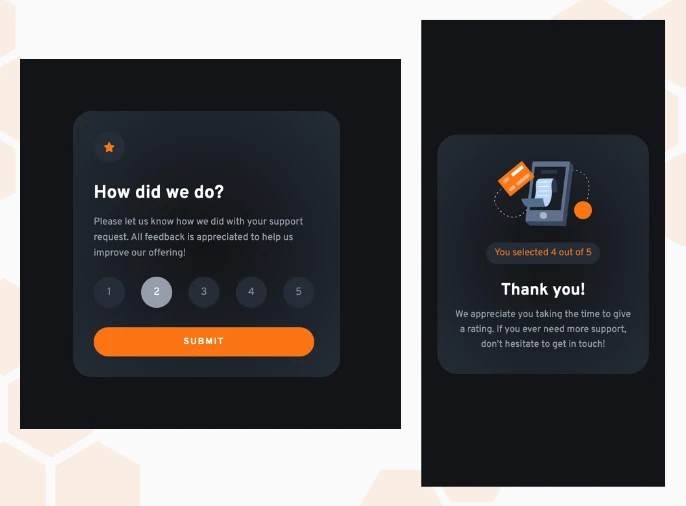 How did we do?
Please let us know how we did with your support
request. All feedback is appreciated to help us
improve our offering!
1 2 3 4 5
SUBMIT
You selected 4 out of 5
Thank you!
We appreciate you taking the time to give
a rating. If you ever need more support,
don't hesitate to get in touch!